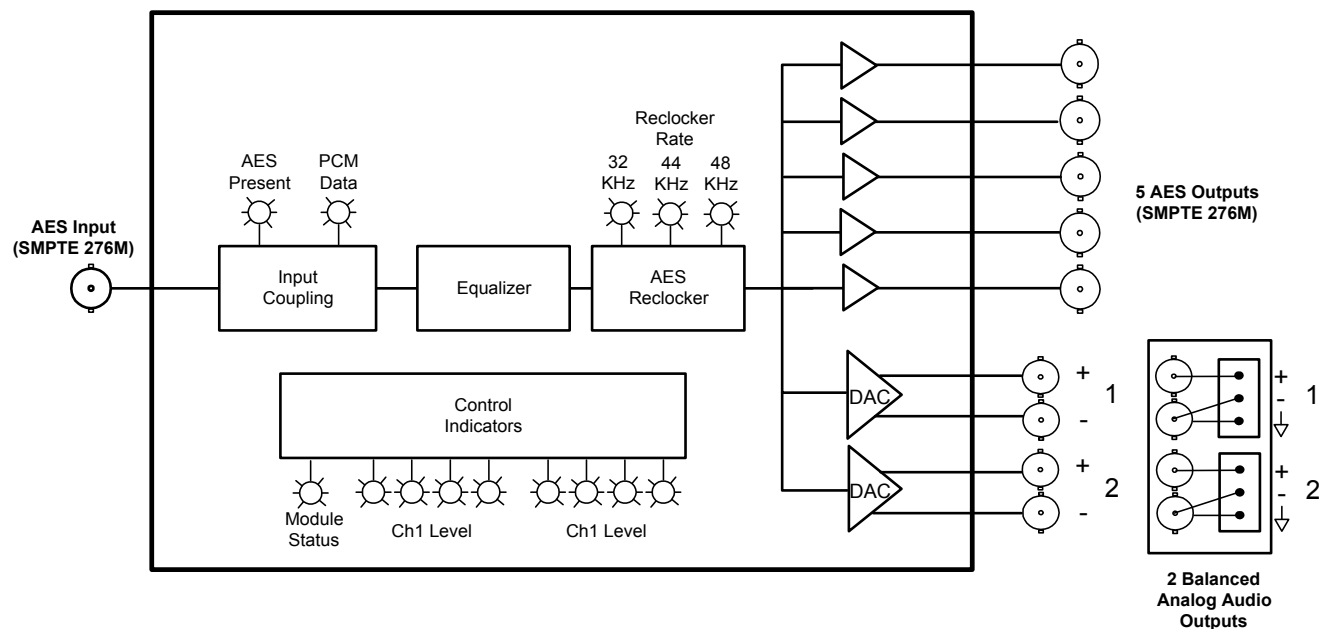 Reclocker
Rate
AES
Present
PCM
Data
32
KHz
44
KHz
48
KHz
5 AES Outputs
(SMPTE 276M)
AES Input
(SMPTE 276M)
Input
Coupling
Equalizer
AES
Reclocker
Control
Indicators
Module
Status
Ch1 Level
Ch1 Level
DAC
DAC
+
1
-
+
2
-
+
-
1
+
-
2
2 Balanced
Analog Audio
Outputs